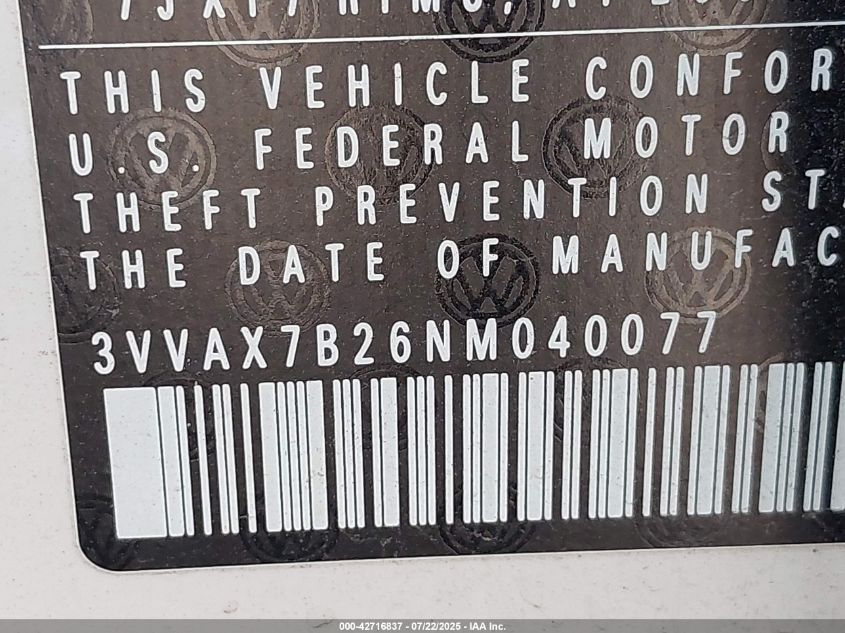 THIS VEHICLE CONFOR
U.S. FEDERAL MOTOR
THEFT PREVENTION STA
THE DATE OF MANUFAC
3VVAX7B26NM040077
000-42716837 - 07/22/2025 - IAA Inc.